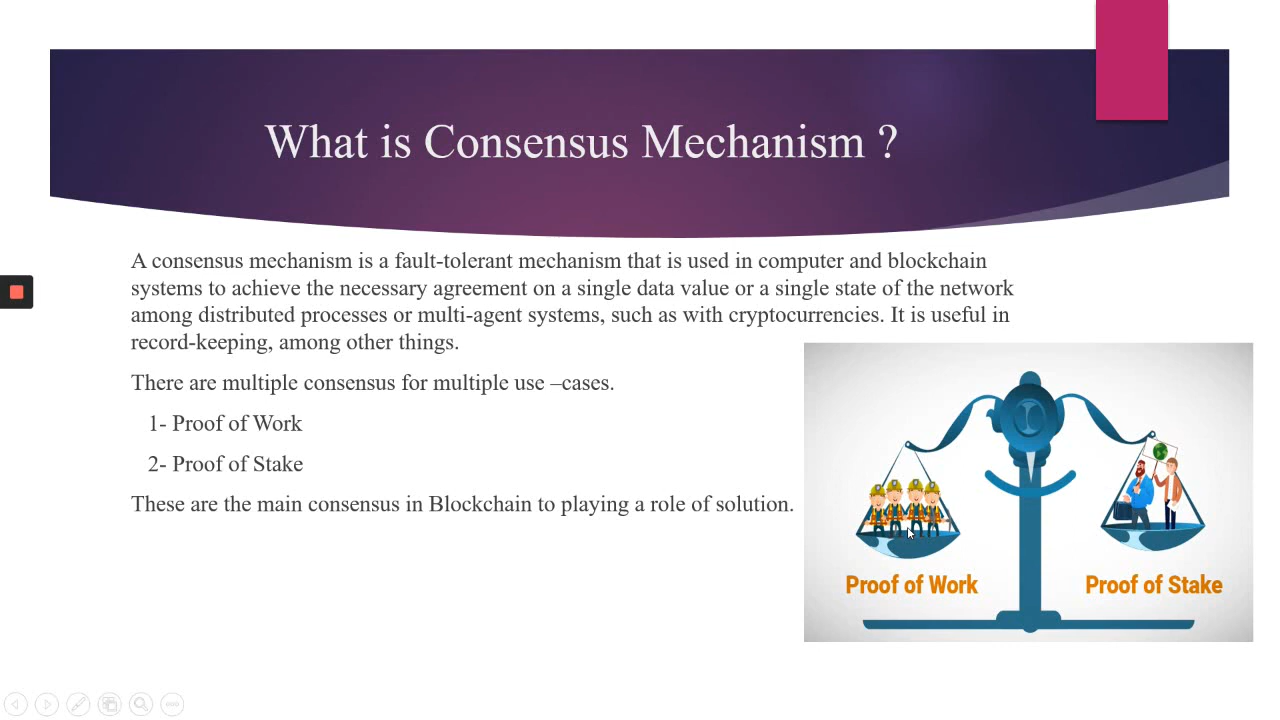 What is Consensus Mechanism ?
A consensus mechanism is a fault-tolerant mechanism that is used in computer and blockchain
systems to achieve the necessary agreement on a single data value or a single state of the network
among distributed processes or multi-agent systems, such as with cryptocurrencies. It is useful in
record-keeping, among other things.
There are multiple consensus for multiple use –cases.
1- Proof of Work
2- Proof of Stake
These are the main consensus in Blockchain to playing a role of solution.
Proof of Work
Proof of Stake